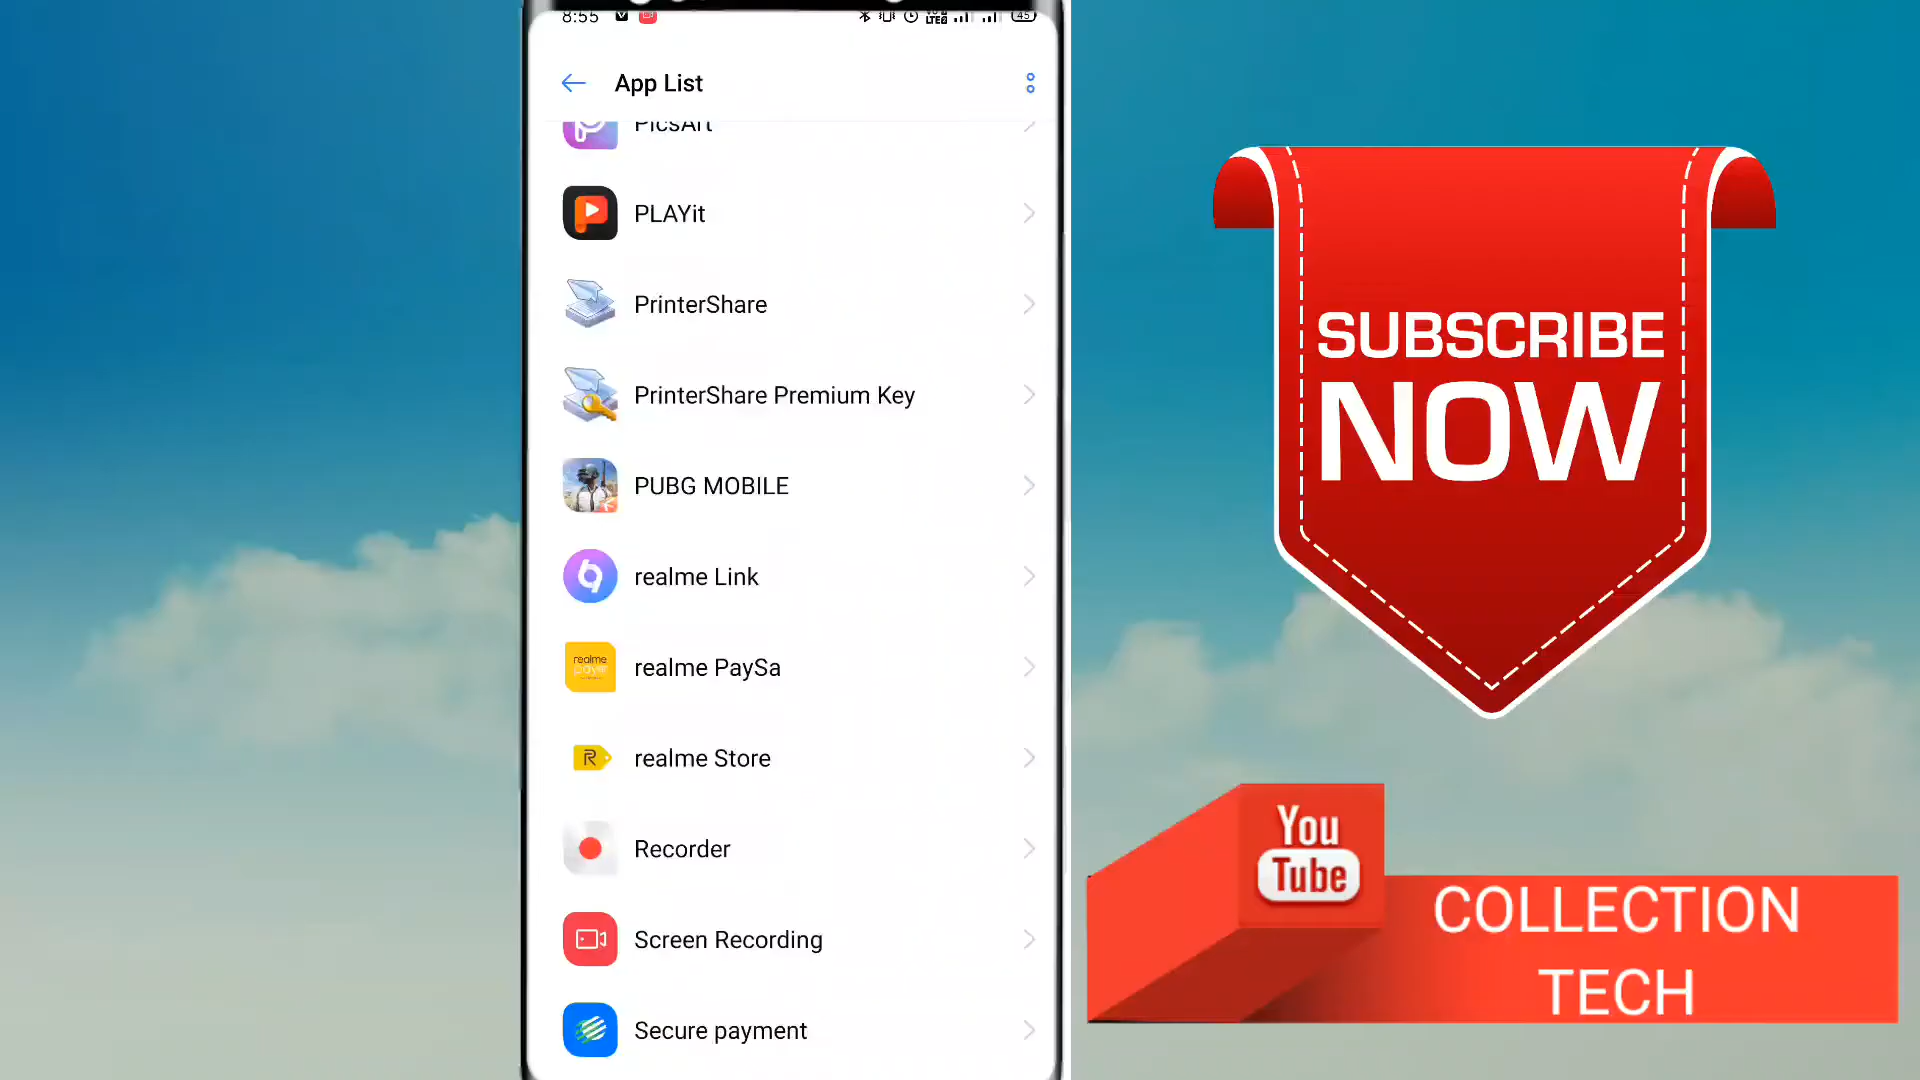 8:55
45
App List
PicsArt
PLAYit
PrinterShare
PrinterShare Premium Key
PUBG MOBILE
realme Link
realme PaySa
realme Store
Recorder
Screen Recording
Secure payment
SUBSCRIBE
NOW
You
Tube
COLLECTION
TECH